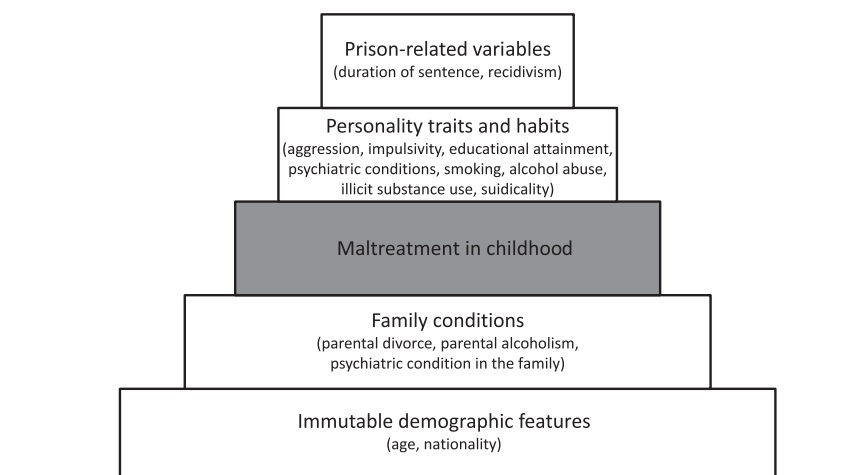 Prison-related variables
(duration of sentence, recidivism)
Personality traits and habits
(aggression, impulsivity, educational attainment,
psychiatric conditions, smoking, alcohol abuse,
illicit substance use, suicidality)
Maltreatment in childhood
Family conditions
(parental divorce, parental alcoholism,
psychiatric condition in the family)
Immutable demographic features
(age, nationality)